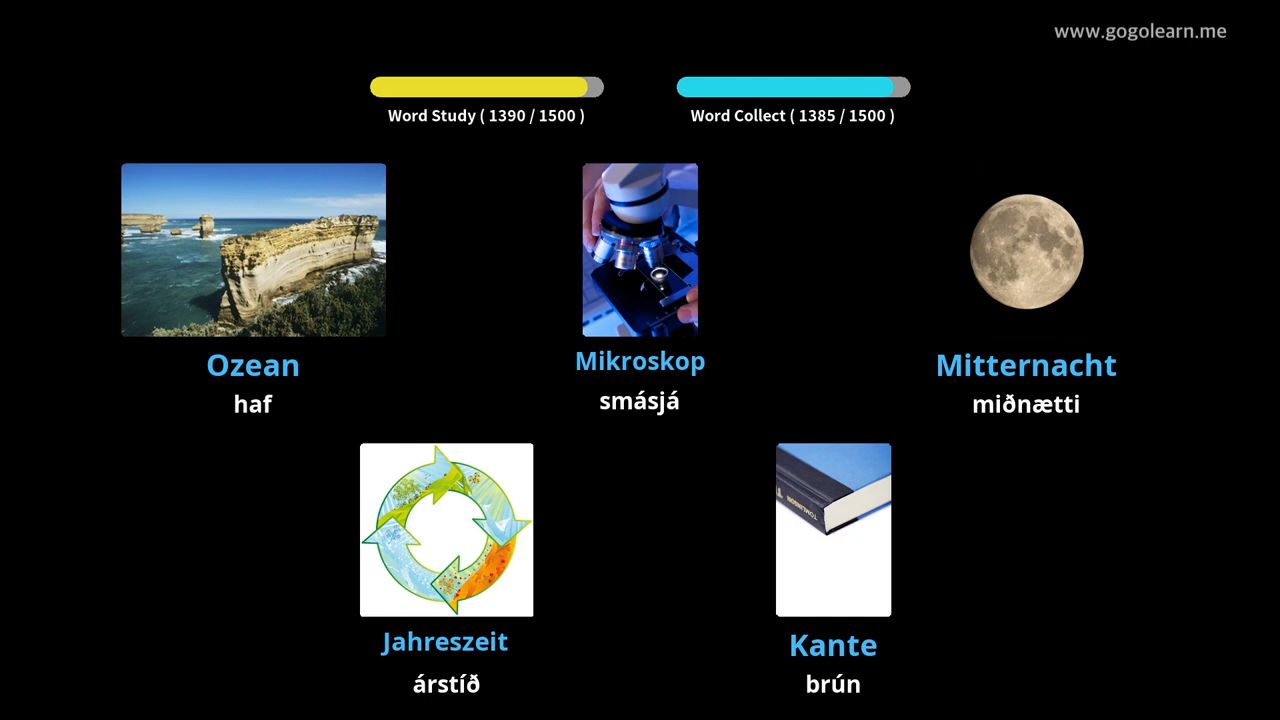 www.gogolearn.me
Word Study ( 1390 / 1500 )
Word Collect ( 1385 / 1500 )
Ozean
haf
Mikroskop
smásjá
Mitternacht
miðnætti
TOMLINSON
Jahreszeit
árstíð
Kante
brún